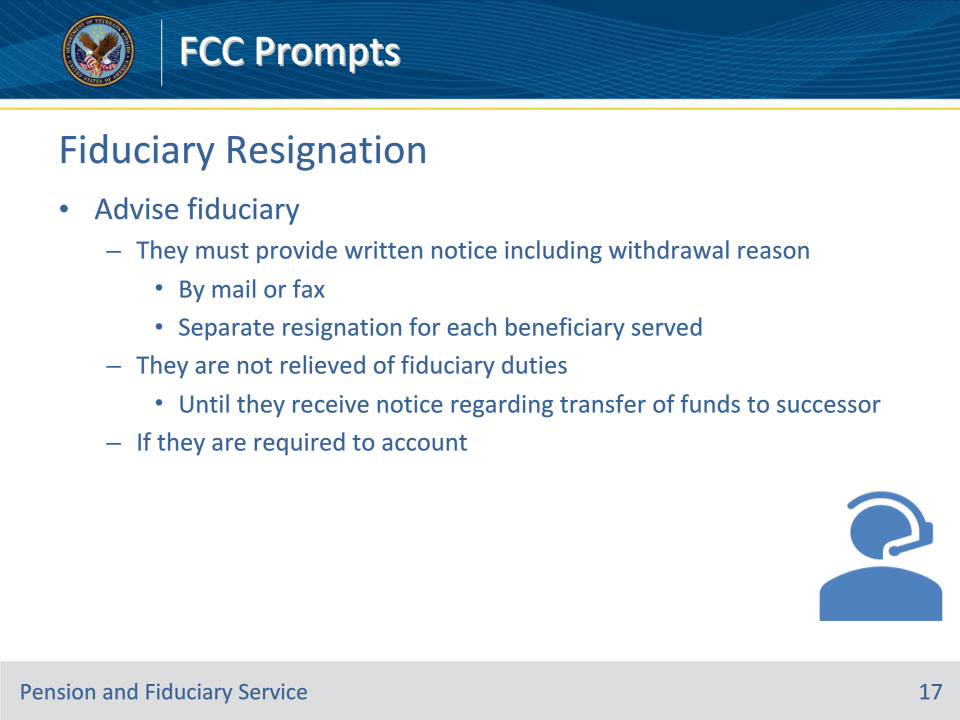 FCC Prompts
Fiduciary Resignation
• Advise fiduciary
– They must provide written notice including withdrawal reason
• By mail or fax
• Separate resignation for each beneficiary served
– They are not relieved of fiduciary duties
• Until they receive notice regarding transfer of funds to successor
– If they are required to account
Pension and Fiduciary Service
17